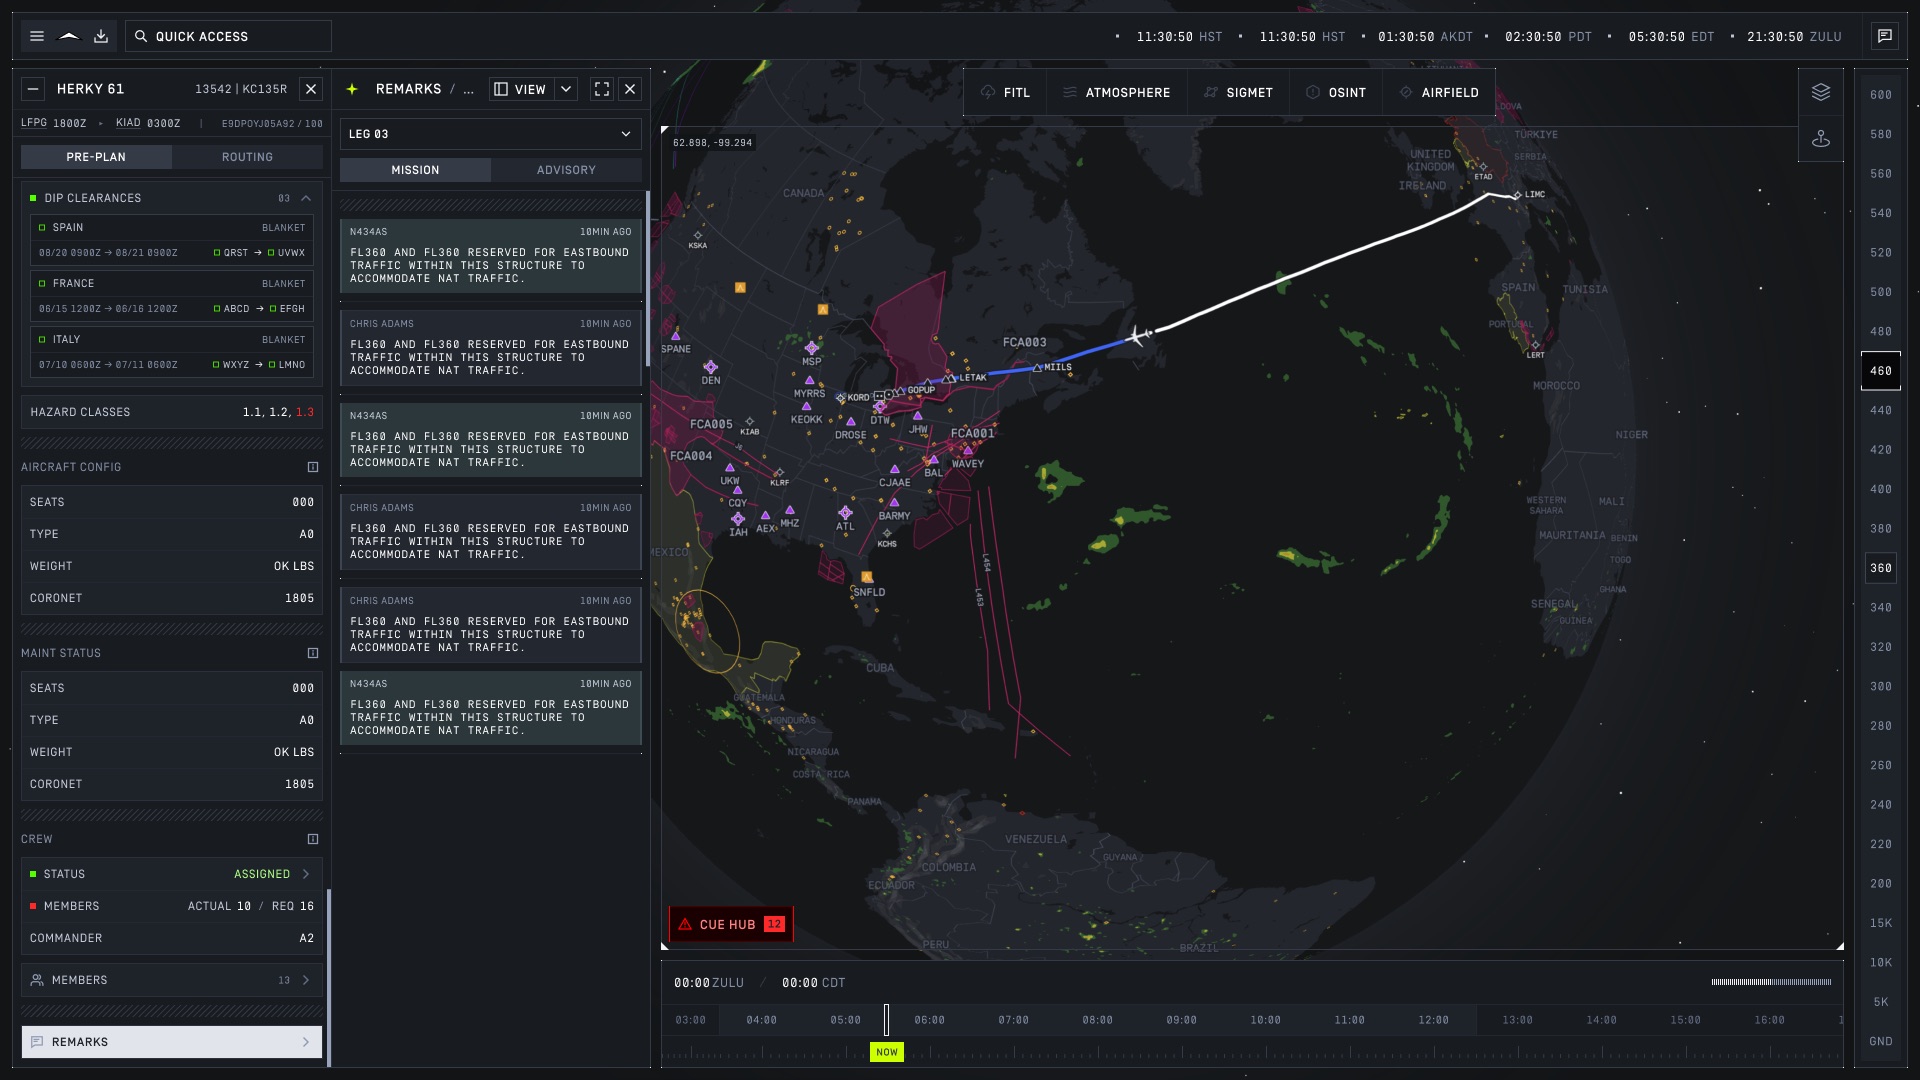 QUICK ACCESS
11:30:50 HST
11:30:50 HST
01:30:50 AKDT
02:30:50 PDT
05:30:50 EDT
21:30:50 ZULU
HERKY 61
13542 | KC135R
LFPG 1800Z
KIAD 0300Z
|
E9DPOYJ05A92 / 100
PRE-PLAN
ROUTING
DIP CLEARANCES
03
SPAIN
BLANKET
08/20 0900Z → 08/21 0900Z
QRST → UVWX
FRANCE
BLANKET
06/15 1200Z → 06/16 1200Z
ABCD → EFGH
ITALY
BLANKET
07/10 0600Z → 07/11 0600Z
WXYZ → LMNO
HAZARD CLASSES
1.1, 1.2, 1.3
AIRCRAFT CONFIG
SEATS
000
TYPE
A0
WEIGHT
OK LBS
CORONET
1805
MAINT STATUS
SEATS
000
TYPE
A0
WEIGHT
OK LBS
CORONET
1805
CREW
STATUS
ASSIGNED
MEMBERS
ACTUAL 10 / REQ 16
COMMANDER
A2
MEMBERS
13
REMARKS
REMARKS / ...
VIEW
LEG 03
MISSION
ADVISORY
N434AS
10MIN AGO
FL360 AND FL360 RESERVED FOR EASTBOUND
TRAFFIC WITHIN THIS STRUCTURE TO
ACCOMMODATE NAT TRAFFIC.
CHRIS ADAMS
10MIN AGO
FL360 AND FL360 RESERVED FOR EASTBOUND
TRAFFIC WITHIN THIS STRUCTURE TO
ACCOMMODATE NAT TRAFFIC.
N434AS
10MIN AGO
FL360 AND FL360 RESERVED FOR EASTBOUND
TRAFFIC WITHIN THIS STRUCTURE TO
ACCOMMODATE NAT TRAFFIC.
CHRIS ADAMS
10MIN AGO
FL360 AND FL360 RESERVED FOR EASTBOUND
TRAFFIC WITHIN THIS STRUCTURE TO
ACCOMMODATE NAT TRAFFIC.
CHRIS ADAMS
10MIN AGO
FL360 AND FL360 RESERVED FOR EASTBOUND
TRAFFIC WITHIN THIS STRUCTURE TO
ACCOMMODATE NAT TRAFFIC.
N434AS
10MIN AGO
FL360 AND FL360 RESERVED FOR EASTBOUND
TRAFFIC WITHIN THIS STRUCTURE TO
ACCOMMODATE NAT TRAFFIC.
FITL
ATMOSPHERE
SIGMET
OSINT
AIRFIELD
62.898, -99.294
TÜRKIYE
UNITED
KINGDOM
SERBIA
ETAD
IRELAND
LIMC
CANADA
KSKA
SPAIN
TUNISIA
PORTUGAL
LERT
FCA003
SPANE
MSP
MIILS
LETAK
DEN
MYRRS
GOPUP
KORD
MOROCCO
KEOKK
DTW
FCA005
KIAB
DROSE
JHW
FCA001
NIGER
FCA004
WAVEY
BAL
UKW
KLRF
CJAAE
CQY
BARMY
IAH
AEX
MHZ
ATL
KCHS
WESTERN
SAHARA
MALI
MAURITANIA
BENIN
TOGO
MEXICO
L454
L453
SNFLD
GHANA
SENEGAL
GUINEA
CUBA
GUATEMALA
HONDURAS
NICARAGUA
COSTA RICA
PANAMA
VENEZUELA
GUYANA
COLOMBIA
ECUADOR
PERU
BRAZIL
CUE HUB 12
00:00 ZULU / 00:00 CDT
03:00
04:00
05:00
06:00
07:00
08:00
09:00
10:00
11:00
12:00
13:00
14:00
15:00
16:00
NOW
600
580
560
540
520
500
480
460
440
420
400
380
360
340
320
300
280
260
240
220
200
15K
13K
10K
5K
GND